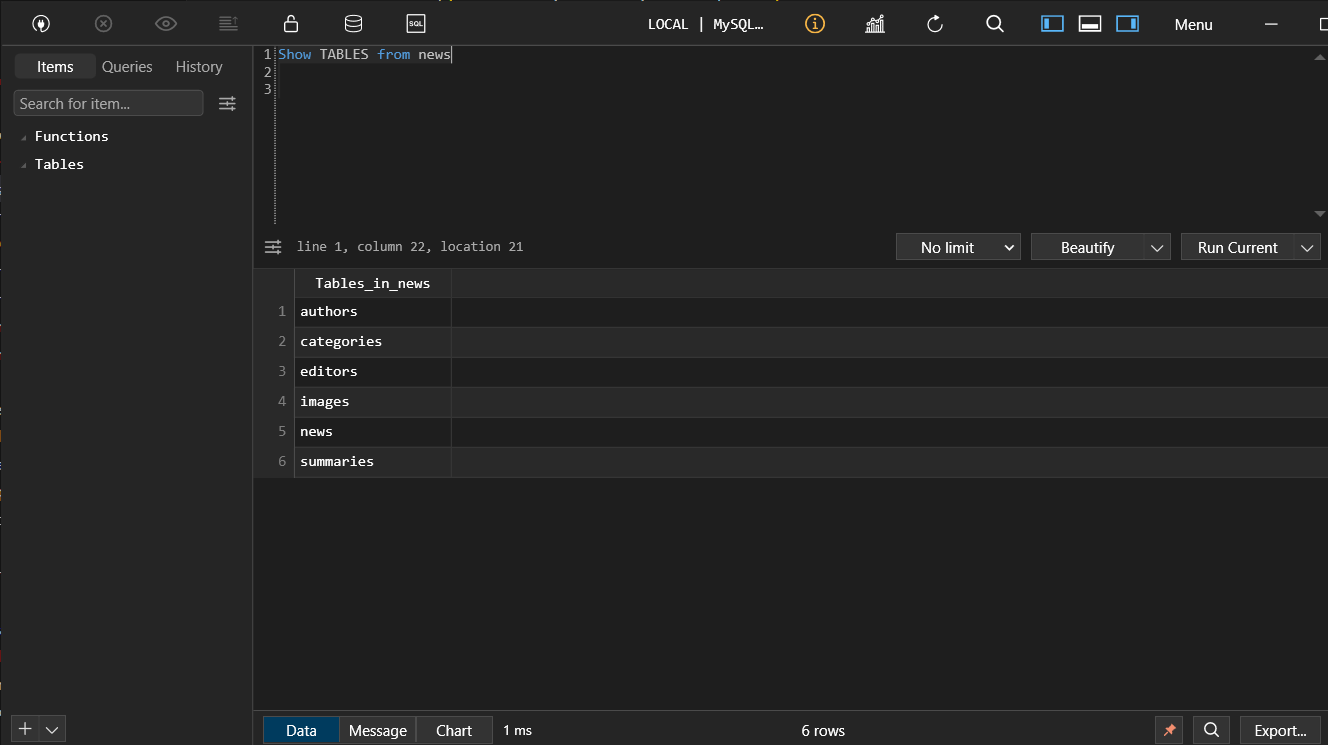 SQL
LOCAL | MySQL...
Menu
Items Queries History
Search for item...
Functions
Tables
1 Show TABLES from news
2
3
line 1, column 22, location 21
No limit
Beautify
Run Current
Tables_in_news
1 authors
2 categories
3 editors
4 images
5 news
6 summaries
Data Message Chart 1 ms
6 rows
Export...